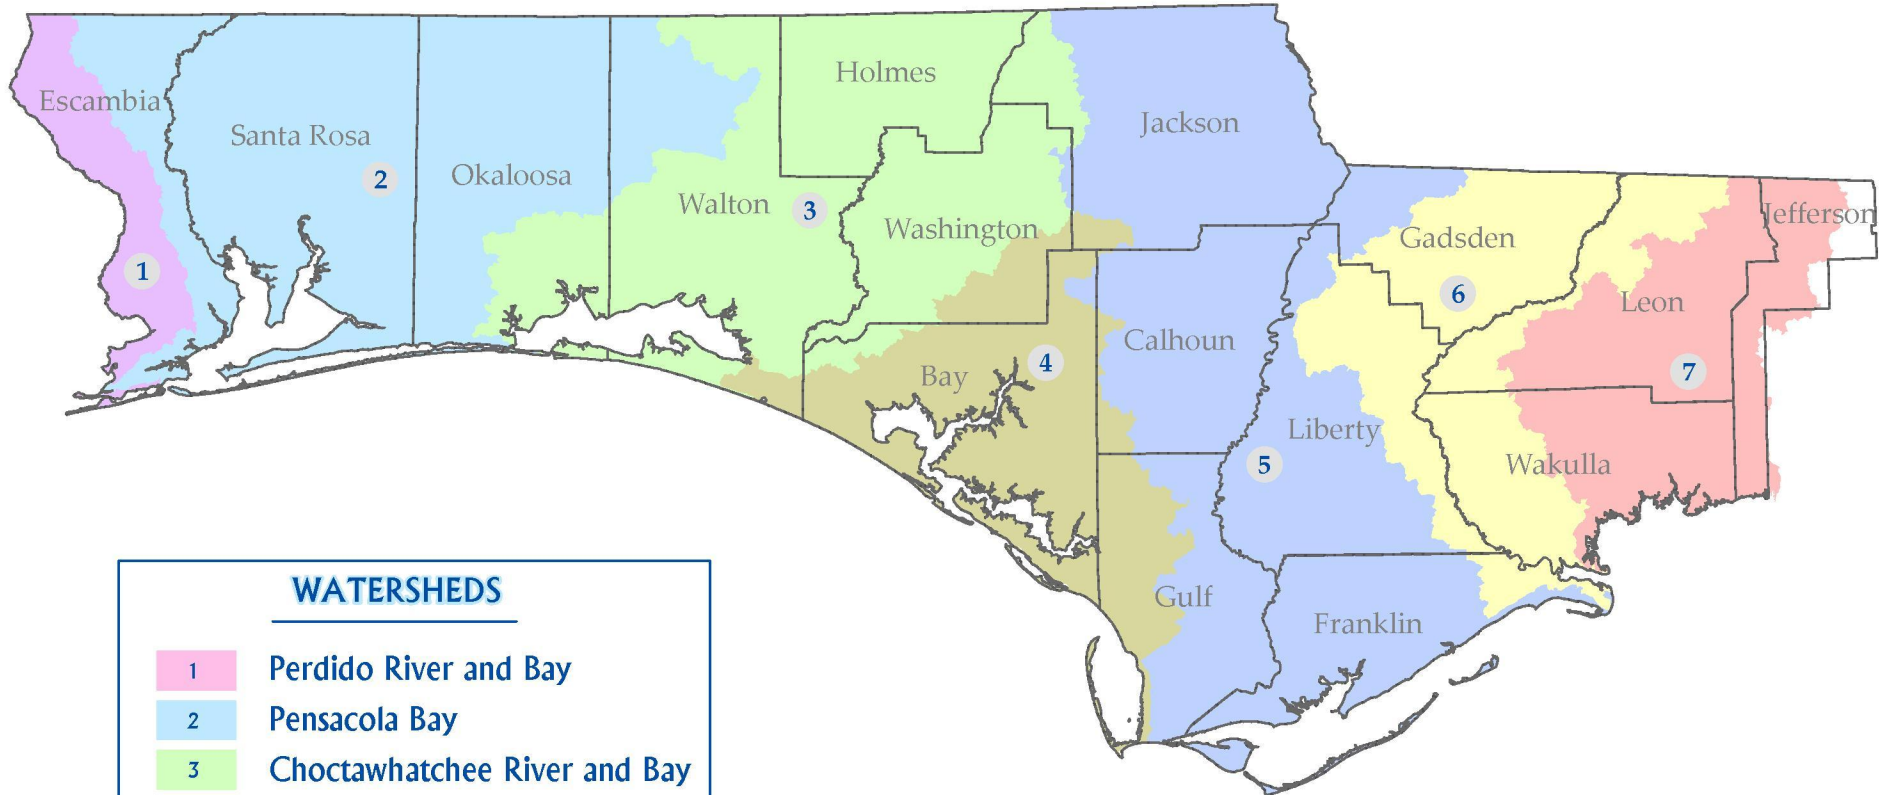 Holmes
Escambia
Jackson
Santa Rosa
Okaloosa
2
Walton
3
Washington
Jefferson
Gadsden
1
6
Leon
Calhoun
Bay
4
7
Liberty
5
Wakulla
Gulf
Franklin
WATERSHEDS
1 Perdido River and Bay
2 Pensacola Bay
3 Choctawhatchee River and Bay